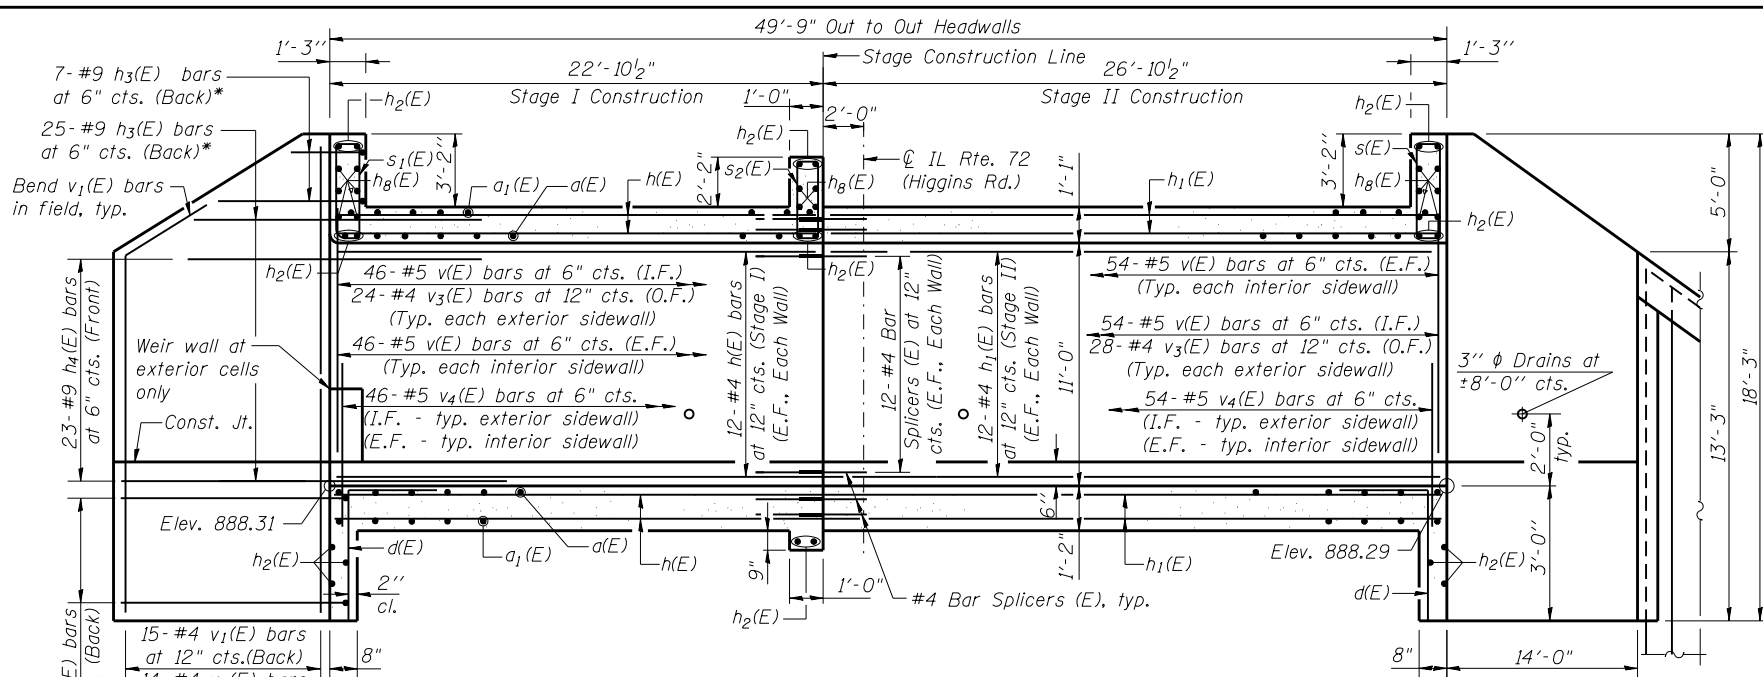 49'-9" Out to Out Headwalls
1'-3"
Stage Construction Line
1'-3"
22'-10½"
26'-10½"
7-#9 h3(E) bars
at 6" cts. (Back)*
Stage I Construction
Stage II Construction
h2(E)
1'-0"
2'-0"
h2(E)
25-#9 h3(E) bars
at 6" cts. (Back)*
h2(E)
s1(E)
3'-2"
s2(E)
2'-2"
℄ IL Rte. 72
(Higgins Rd.)
1'-1"
3'-2"
s(E)
Bend v1(E) bars
in field, typ.
h8(E)
a1(E)
a(E)
h(E)
h8(E)
h1(E)
h8(E)
5'-0"
h2(E)
h2(E)
h2(E)
46-#5 v(E) bars at 6" cts. (I.F.)
24-#4 v3(E) bars at 12" cts. (O.F.)
(Typ. each exterior sidewall)
54-#5 v(E) bars at 6" cts. (E.F.)
(Typ. each interior sidewall)
23-#9 h4(E) bars
at 6" cts. (Front)
46-#5 v(E) bars at 6" cts. (E.F.)
(Typ. each interior sidewall)
54-#5 v(E) bars at 6" cts. (I.F.)
28-#4 v3(E) bars at 12" cts. (O.F.)
(Typ. each exterior sidewall)
Weir wall at
exterior cells
only
Const. Jt.
46-#5 v4(E) bars at 6" cts.
(I.F. - typ. exterior sidewall)
(E.F. - typ. interior sidewall)
12-#4 h(E) bars
at 12" cts. (Stage I)
(E.F., Each Wall)
12-#4 Bar
Splicers (E) at 12"
cts. (E.F., Each Wall)
12-#4 h1(E) bars
at 12" cts. (Stage II)
(E.F., Each Wall)
11'-0"
54-#5 v4(E) bars at 6" cts.
(I.F. - typ. exterior sidewall)
(E.F. - typ. interior sidewall)
3" ϕ Drains at
±8'-0" cts.
2'-0"
typ.
13'-3"
18'-3"
Elev. 888.31
6"
Elev. 888.29
h2(E)
d(E)
a1(E)
a(E)
h(E)
9"
1'-0"
1'-2"
h1(E)
h2(E)
3'-0"
d(E)
2"
cl.
h2(E)
#4 Bar Splicers (E), typ.
(E) bars
(Back)
15-#4 v1(E) bars
at 12" cts.(Back)
8"
8"
14'-0"